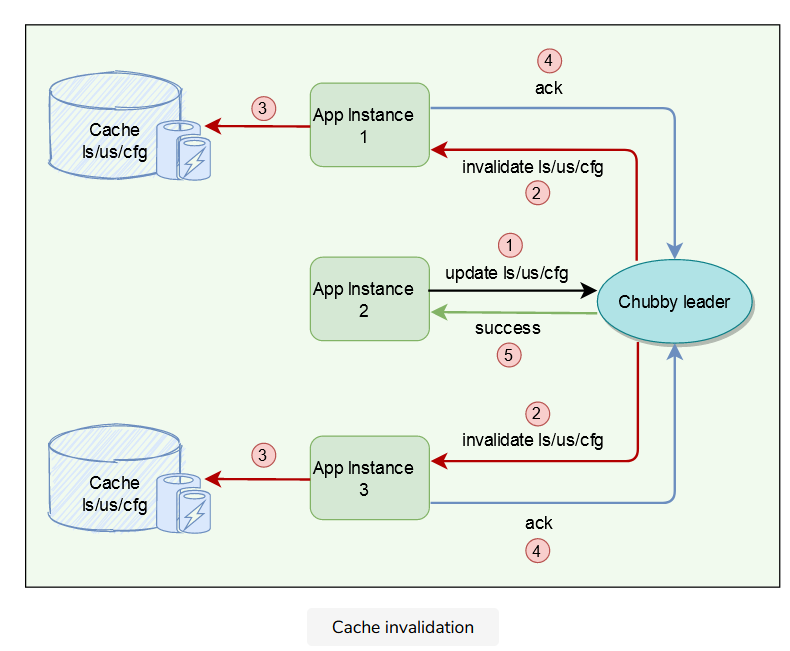 4
ack
3
App Instance
1
Cache
ls/us/cfg
invalidate ls/us/cfg
2
1
update ls/us/cfg
App Instance
2
Chubby leader
success
5
2
invalidate ls/us/cfg
3
App Instance
3
Cache
ls/us/cfg
ack
4
Cache invalidation